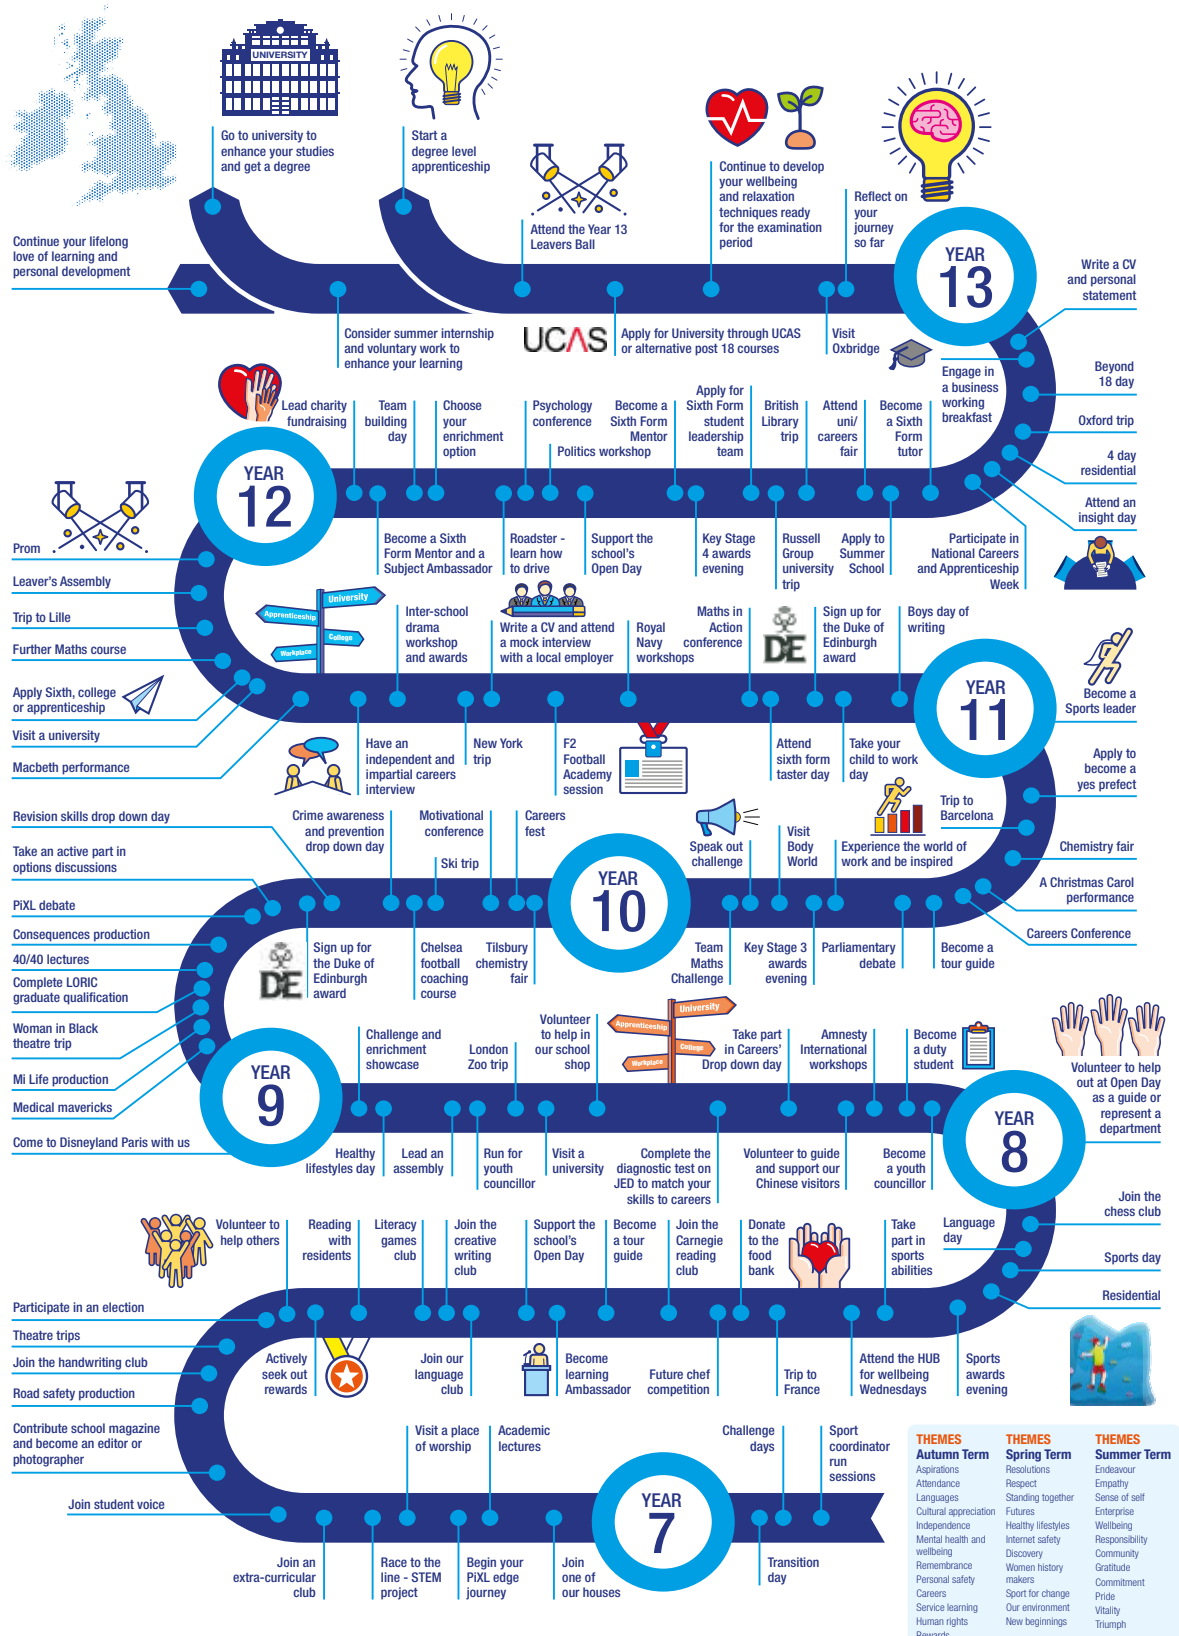 UNIVERSITY
Go to university to
enhance your studies
and get a degree
Start a
degree level
apprenticeship
Attend the Year 13
Leavers Ball
Continue to develop
your wellbeing
and relaxation
techniques ready
for the examination
period
Reflect on
your
journey
so far
Continue your lifelong
love of learning and
personal development
YEAR
13
Write a CV
and personal
statement
Consider summer internship
and voluntary work to
enhance your learning
UCAS
Apply for University through UCAS
or alternative post 18 courses
Visit
Oxbridge
Engage in
a business
working
breakfast
Beyond
18 day
Oxford trip
4 day
residential
Attend an
insight day
Participate in
National Careers
and Apprenticeship
Week
Lead charity
fundraising
Team
building
day
Choose
your
enrichment
option
Psychology
conference
Politics workshop
Become a
Sixth Form
Mentor
Apply for
Sixth Form
student
leadership
team
British
Library
trip
Attend
uni/
careers
fair
Become
a Sixth
Form
tutor
YEAR
12
Become a Sixth
Form Mentor and a
Subject Ambassador
Roadster -
learn how
to drive
Support the
school's
Open Day
Key Stage
4 awards
evening
Russell
Group
university
trip
Apply to
Summer
School
Prom
Leaver's Assembly
Trip to Lille
Further Maths course
Apply Sixth, college
or apprenticeship
Visit a university
Macbeth performance
University
Apprenticeship
College
Workplace
Inter-school
drama
workshop
and awards
Write a CV and attend
a mock interview
with a local employer
Royal
Navy
workshops
Maths in
Action
conference
DE
Sign up for
the Duke of
Edinburgh
award
Boys day of
writing
YEAR
11
Become a
Sports leader
Have an
independent and
impartial careers
interview
New York
trip
F2
Football
Academy
session
Attend
sixth form
taster day
Take your
child to work
day
Apply to
become a
yes prefect
Trip to
Barcelona
Chemistry fair
A Christmas Carol
performance
Careers Conference
Revision skills drop down day
Take an active part in
options discussions
PiXL debate
Consequences production
40/40 lectures
Complete LORIC
graduate qualification
Woman in Black
theatre trip
Mi Life production
Medical mavericks
Come to Disneyland Paris with us
Crime awareness
and prevention
drop down day
Motivational
conference
Ski trip
Careers
fest
YEAR
10
Speak out
challenge
Visit
Body
World
Experience the world of
work and be inspired
DE
Sign up for
the Duke of
Edinburgh
award
Chelsea
football
coaching
course
Tilsbury
chemistry
fair
Team
Maths
Challenge
Key Stage 3
awards
evening
Parliamentary
debate
Become a
tour guide
YEAR
9
Challenge and
enrichment
showcase
London
Zoo trip
Volunteer
to help in
our school
shop
University
Apprenticeship
College
Workplace
Take part
in Careers'
Drop down day
Amnesty
International
workshops
Become
a duty
student
Volunteer to help
out at Open Day
as a guide or
represent a
department
YEAR
8
Healthy
lifestyles day
Lead an
assembly
Run for
youth
councillor
Visit a
university
Complete the
diagnostic test on
JED to match your
skills to careers
Volunteer to guide
and support our
Chinese visitors
Become
a youth
councillor
Join the
chess club
Language
day
Sports day
Residential
Volunteer to
help others
Reading
with
residents
Literacy
games
club
Join the
creative
writing
club
Support the
school's
Open Day
Become
a tour
guide
Join the
Carnegie
reading
club
Donate
to the
food
bank
Take
part in
sports
abilities
Participate in an election
Theatre trips
Join the handwriting club
Road safety production
Contribute school magazine
and become an editor or
photographer
Join student voice
Actively
seek out
rewards
Join our
language
club
Become
learning
Ambassador
Future chef
competition
Trip to
France
Attend the HUB
for wellbeing
Wednesdays
Sports
awards
evening
Visit a place
of worship
Academic
lectures
YEAR
7
Challenge
days
Sport
coordinator
run
sessions
Join an
extra-curricular
club
Race to the
line - STEM
project
Begin your
PiXL edge
journey
Join
one of
our houses
Transition
day
THEMES
Autumn Term
Aspirations
Attendance
Languages
Cultural appreciation
Independence
Mental health and
wellbeing
Remembrance
Personal safety
Careers
Service learning
Human rights
Rewards
THEMES
Spring Term
Resolutions
Respect
Standing together
Futures
Healthy lifestyles
Internet safety
Discovery
Women history
makers
Sport for change
Our environment
New beginnings
THEMES
Summer Term
Endeavour
Empathy
Sense of self
Enterprise
Wellbeing
Responsibility
Community
Gratitude
Commitment
Pride
Vitality
Triumph